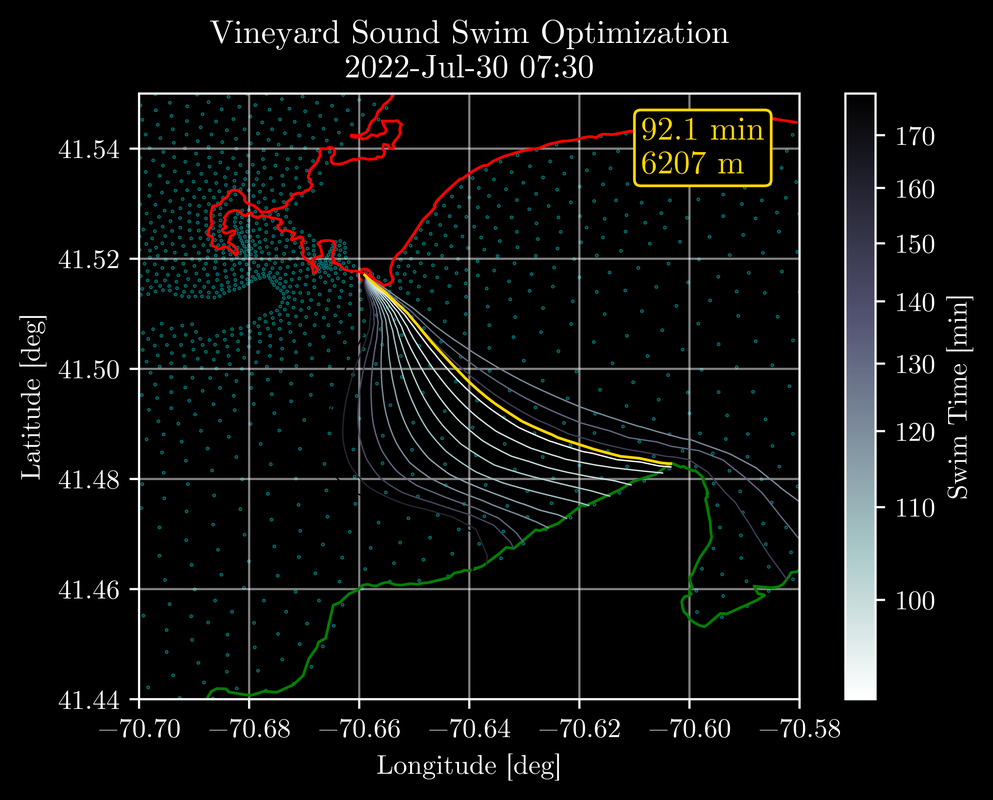 Vineyard Sound Swim Optimization
2022-Jul-30 07:30
92.1 min
6207 m
41.54
41.52
41.50
41.48
41.46
41.44
Latitude [deg]
−70.70 −70.68 −70.66 −70.64 −70.62 −70.60 −70.58
Longitude [deg]
170
160
150
140
130
120
110
100
Swim Time [min]